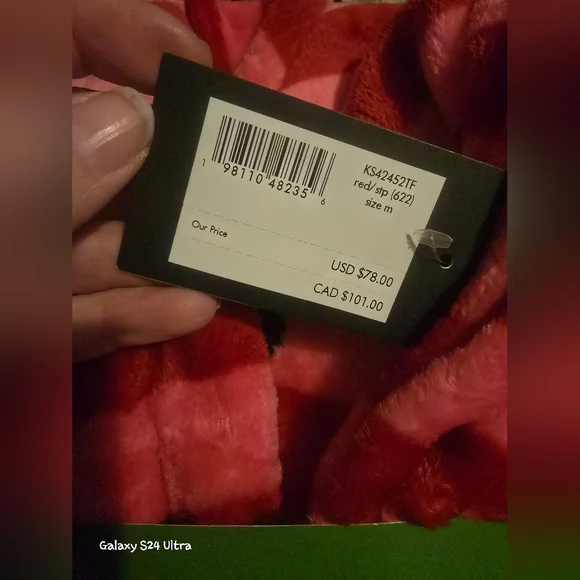 KS42452TF
red/stp (622)
size m
1 98110 48235 6
Our Price
USD $78.00
CAD $101.00
Galaxy S24 Ultra